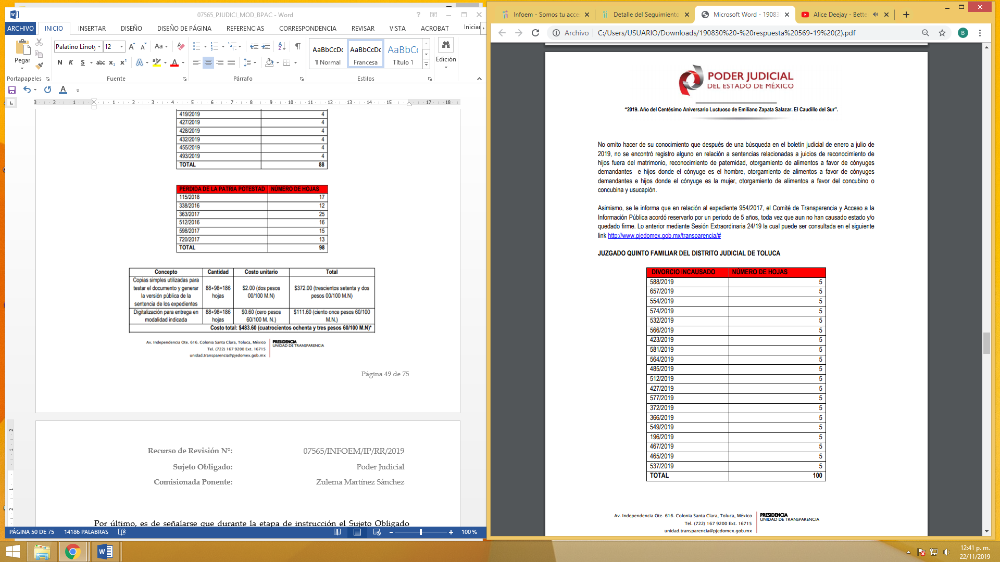 07565_PJUDICI_MOD_BPAC - Word
ARCHIVO INICIO INSERTAR DISEÑO DISEÑO DE PÁGINA REFERENCIAS CORRESPONDENCIA REVISAR VISTA ACROBAT Iniciar
Pegar
Palatino Linoty 12
Aa
N K S abc x₂ x²
AaBbCcDc AaBbCcDc AaBbCc
¶ Normal Francesa Título 1
Edición
Portapapeles Fuente Párrafo Estilos
3 2 1 1 2 3 4 5 6 7 8 9 10 11 12 13 14 15 17 18
419/2019 4
427/2019 4
428/2019 4
432/2019 4
455/2019 4
493/2019 4
TOTAL 88
PERDIDA DE LA PATRIA POTESTAD NÚMERO DE HOJAS
115/2018 17
338/2016 12
363/2017 25
512/2016 16
598/2017 15
720/2017 13
TOTAL 98
Concepto Cantidad Costo unitario Total
Copias simples utilizadas para testar el documento y generar la versión pública de la sentencia de los expedientes 88+98=186 hojas $2.00 (dos pesos 00/100 M.N) $372.00 (trescientos setenta y dos pesos 00/100 M.N)
Digitalización para entrega en modalidad indicada 88+98=186 hojas $0.60 (cero pesos 60/100 M. N.) $111.60 (ciento once pesos 60/100 M.N.)
Costo total: $483.60 (cuatrocientos ochenta y tres pesos 60/100 M.N)*
Av. Independencia Ote. 616. Colonia Santa Clara, Toluca, México
Tel. (722) 167 9200 Ext. 16715
unidad.transparencia@pjedomex.gob.mx
PRESIDENCIA
UNIDAD DE TRANSPARENCIA
Página 49 de 75
Recurso de Revisión N°: 07565/INFOEM/IP/RR/2019
Sujeto Obligado: Poder Judicial
Comisionada Ponente: Zulema Martínez Sánchez
Por último, es de señalarse que durante la etapa de instrucción el Sujeto Obligado
PÁGINA 50 DE 75 14186 PALABRAS 100 %
Infoem - Somos tu acce
Detalle del Seguimiento
Microsoft Word - 19083
Alice Deejay - Bette
Archivo C:/Users/USUARIO/Downloads/190830%20-%20respuesta%20569-19%20(2).pdf
B
PODER JUDICIAL
DEL ESTADO DE MÉXICO
“2019. Año del Centésimo Aniversario Luctuoso de Emiliano Zapata Salazar. El Caudillo del Sur”.
No omito hacer de su conocimiento que después de una búsqueda en el boletín judicial de enero a julio de
2019, no se encontró registro alguno en relación a sentencias relacionadas a juicios de reconocimiento de
hijos fuera del matrimonio, reconocimiento de paternidad, otorgamiento de alimentos a favor de cónyuges
demandantes e hijos donde el cónyuge es el hombre, otorgamiento de alimentos a favor de cónyuges
demandantes e hijos donde el cónyuge es la mujer, otorgamiento de alimentos a favor del concubino o
concubina y usucapión.
Asimismo, se le informa que en relación al expediente 954/2017, el Comité de Transparencia y Acceso a la
Información Pública acordó reservarlo por un periodo de 5 años, toda vez que aun no han causado estado y/o
quedado firme. Lo anterior mediante Sesión Extraordinaria 24/19 la cual puede ser consultada en el siguiente
link http://www.pjedomex.gob.mx/transparencia/#
JUZGADO QUINTO FAMILIAR DEL DISTRITO JUDICIAL DE TOLUCA
DIVORCIO INCAUSADO NÚMERO DE HOJAS
588/2019 5
657/2019 5
554/2019 5
574/2019 5
532/2019 5
566/2019 5
423/2019 5
581/2019 5
564/2019 5
485/2019 5
512/2019 5
427/2019 5
577/2019 5
372/2019 5
366/2019 5
549/2019 5
196/2019 5
467/2019 5
465/2019 5
537/2019 5
TOTAL 100
Av. Independencia Ote. 616. Colonia Santa Clara, Toluca, México
Tel. (722) 167 9200 Ext. 16715
unidad.transparencia@pjedomex.gob.mx
PRESIDENCIA
UNIDAD DE TRANSPARENCIA
12:41 p. m.
22/11/2019